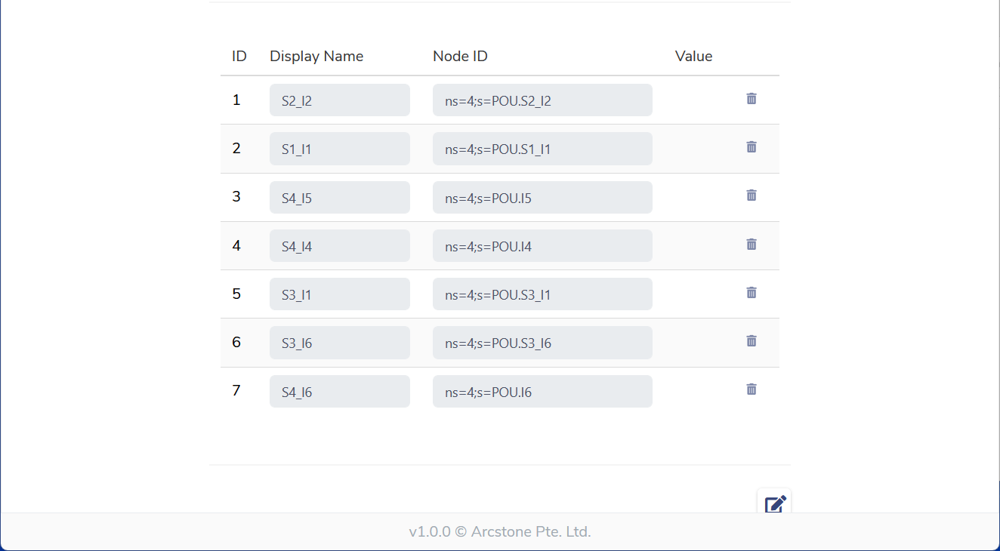 ID Display Name Node ID Value
1 S2_I2 ns=4;s=POU.S2_I2
2 S1_I1 ns=4;s=POU.S1_I1
3 S4_I5 ns=4;s=POU.I5
4 S4_I4 ns=4;s=POU.I4
5 S3_I1 ns=4;s=POU.S3_I1
6 S3_I6 ns=4;s=POU.S3_I6
7 S4_I6 ns=4;s=POU.I6
v1.0.0 © Arcstone Pte. Ltd.